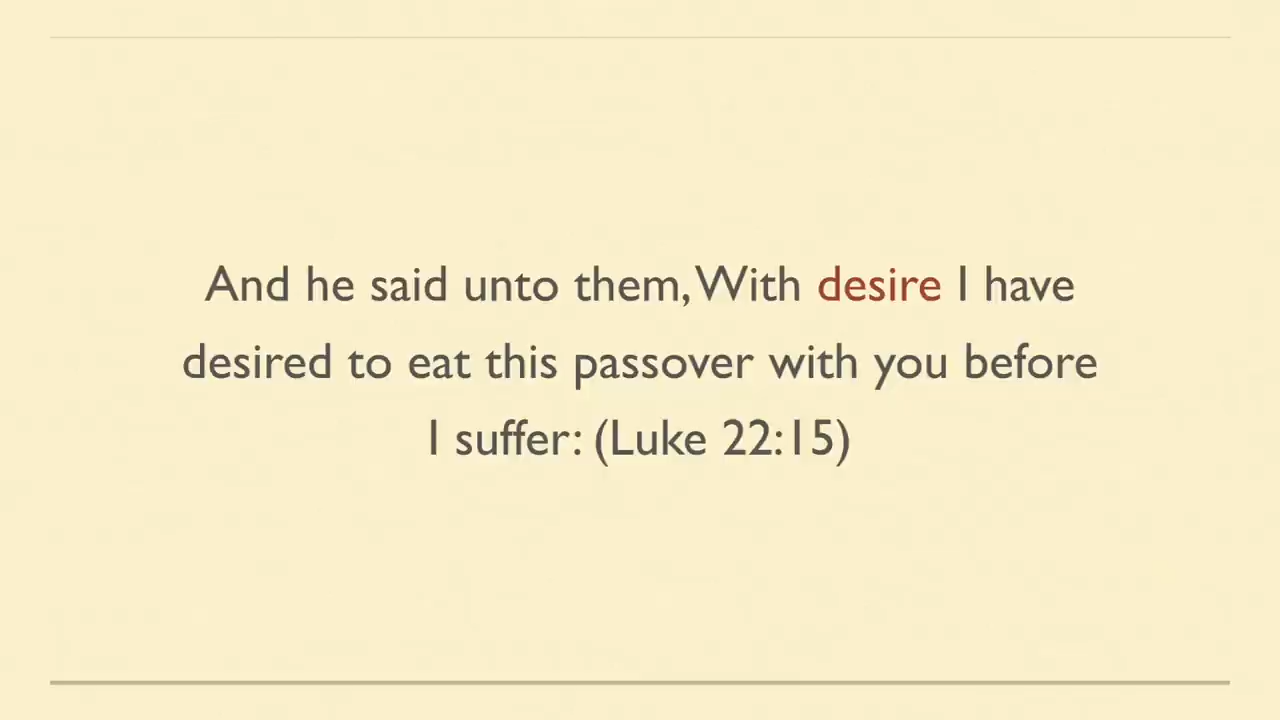 And he said unto them, With desire I have
desired to eat this passover with you before
I suffer: (Luke 22:15)